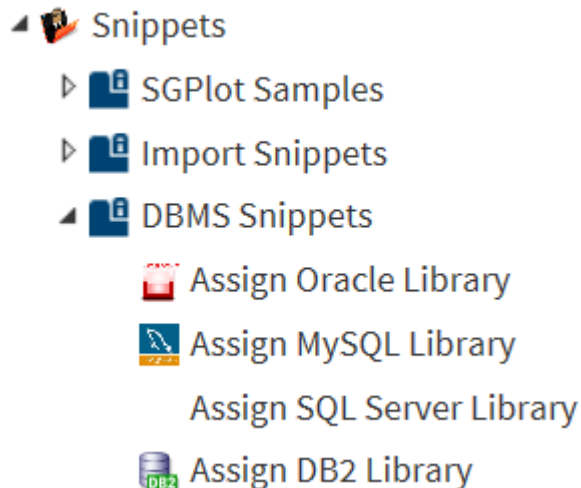 Snippets
SGPlot Samples
Import Snippets
DBMS Snippets
Assign Oracle Library
Assign MySQL Library
Assign SQL Server Library
DB2 Assign DB2 Library